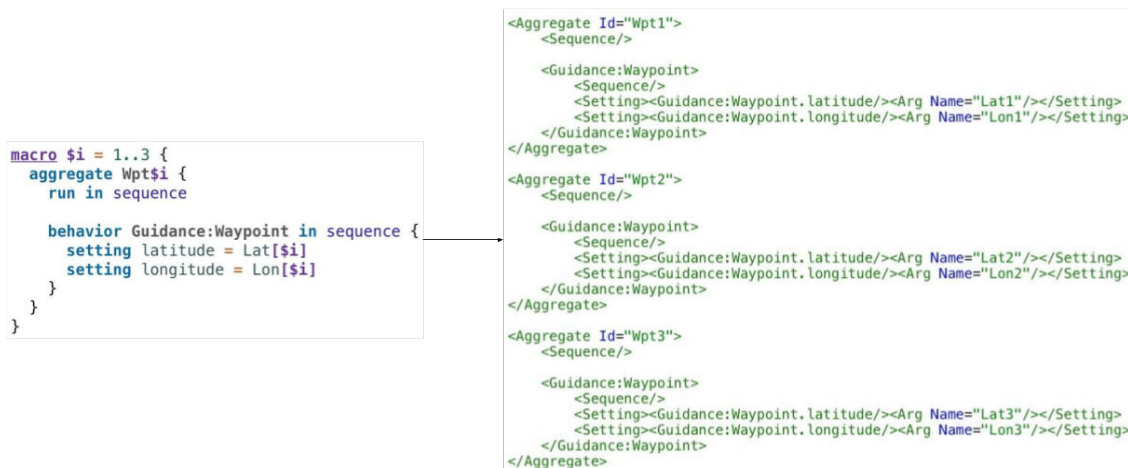 macro $i = 1..3 {
  aggregate Wpt$i {
    run in sequence

    behavior Guidance:Waypoint in sequence {
      setting latitude = Lat[$i]
      setting longitude = Lon[$i]
    }
  }
}
<Aggregate Id="Wpt1">
    <Sequence/>

    <Guidance:Waypoint>
        <Sequence/>
        <Setting><Guidance:Waypoint.latitude/><Arg Name="Lat1"/></Setting>
        <Setting><Guidance:Waypoint.longitude/><Arg Name="Lon1"/></Setting>
    </Guidance:Waypoint>
</Aggregate>

<Aggregate Id="Wpt2">
    <Sequence/>

    <Guidance:Waypoint>
        <Sequence/>
        <Setting><Guidance:Waypoint.latitude/><Arg Name="Lat2"/></Setting>
        <Setting><Guidance:Waypoint.longitude/><Arg Name="Lon2"/></Setting>
    </Guidance:Waypoint>
</Aggregate>

<Aggregate Id="Wpt3">
    <Sequence/>

    <Guidance:Waypoint>
        <Sequence/>
        <Setting><Guidance:Waypoint.latitude/><Arg Name="Lat3"/></Setting>
        <Setting><Guidance:Waypoint.longitude/><Arg Name="Lon3"/></Setting>
    </Guidance:Waypoint>
</Aggregate>